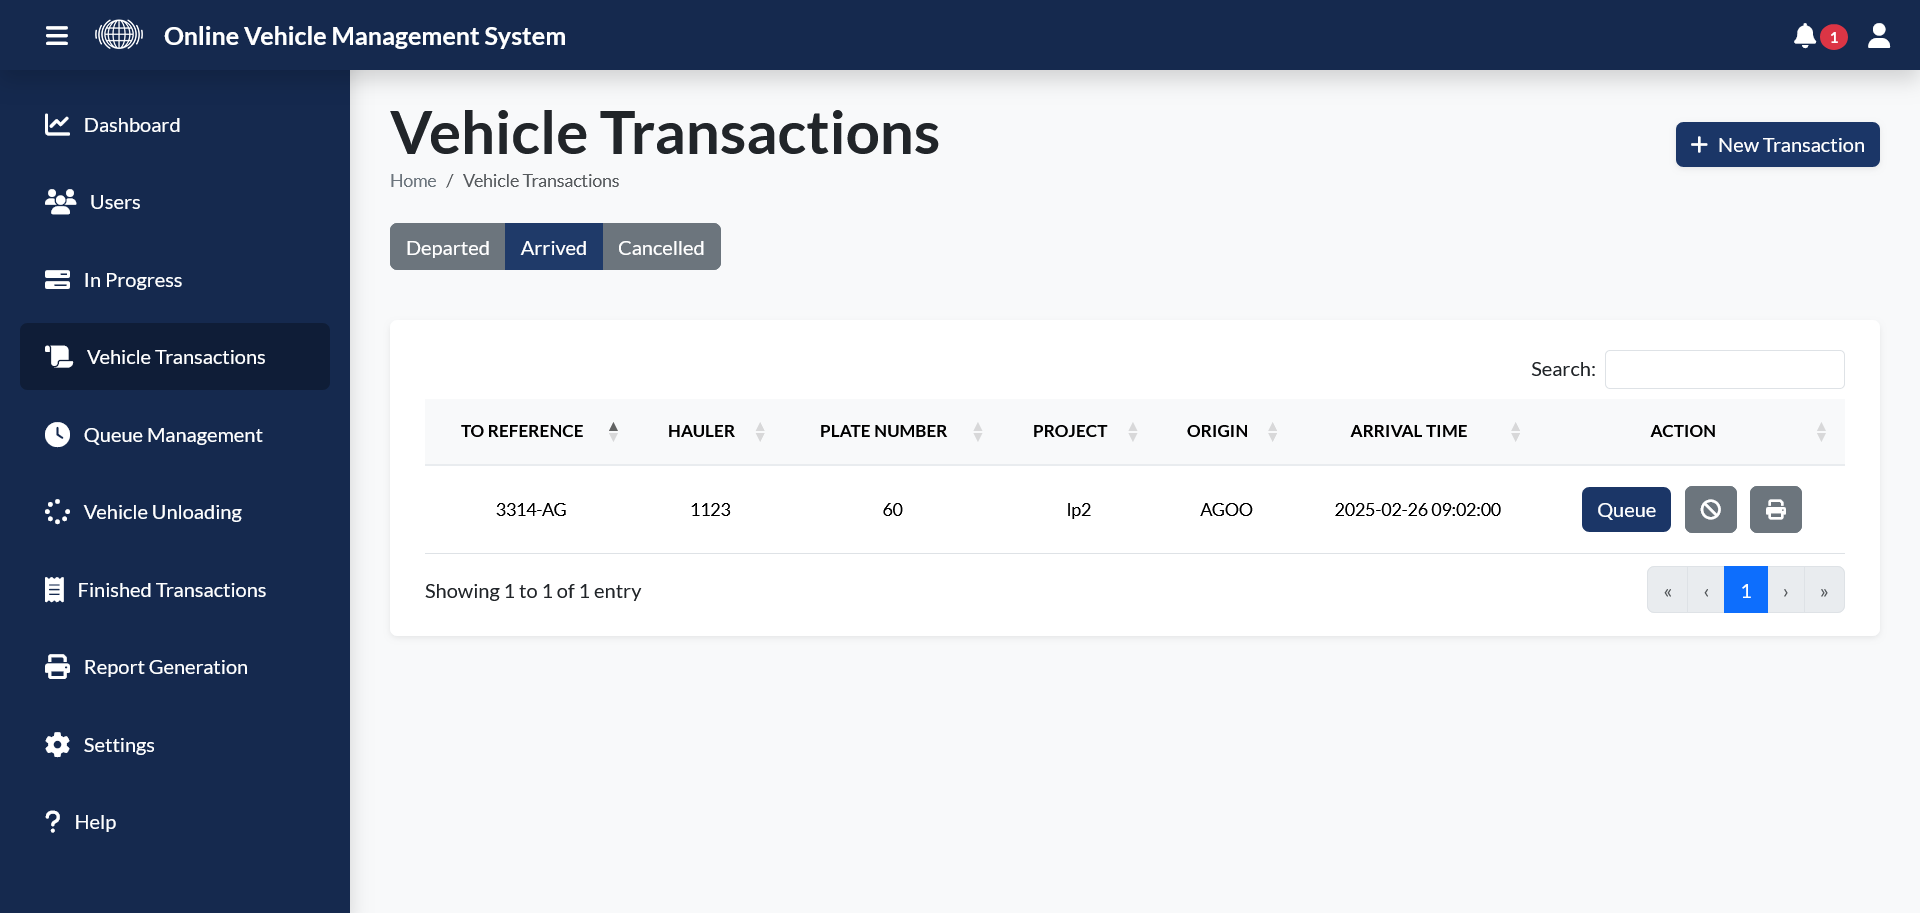 Online Vehicle Management System
1
Dashboard
Users
In Progress
Vehicle Transactions
Queue Management
Vehicle Unloading
Finished Transactions
Report Generation
Settings
Help
Vehicle Transactions
Home / Vehicle Transactions
New Transaction
Departed Arrived Cancelled
Search:
TO REFERENCE HAULER PLATE NUMBER PROJECT ORIGIN ARRIVAL TIME ACTION
3314-AG 1123 60 lp2 AGOO 2025-02-26 09:02:00 Queue
Showing 1 to 1 of 1 entry
« ‹ 1 › »